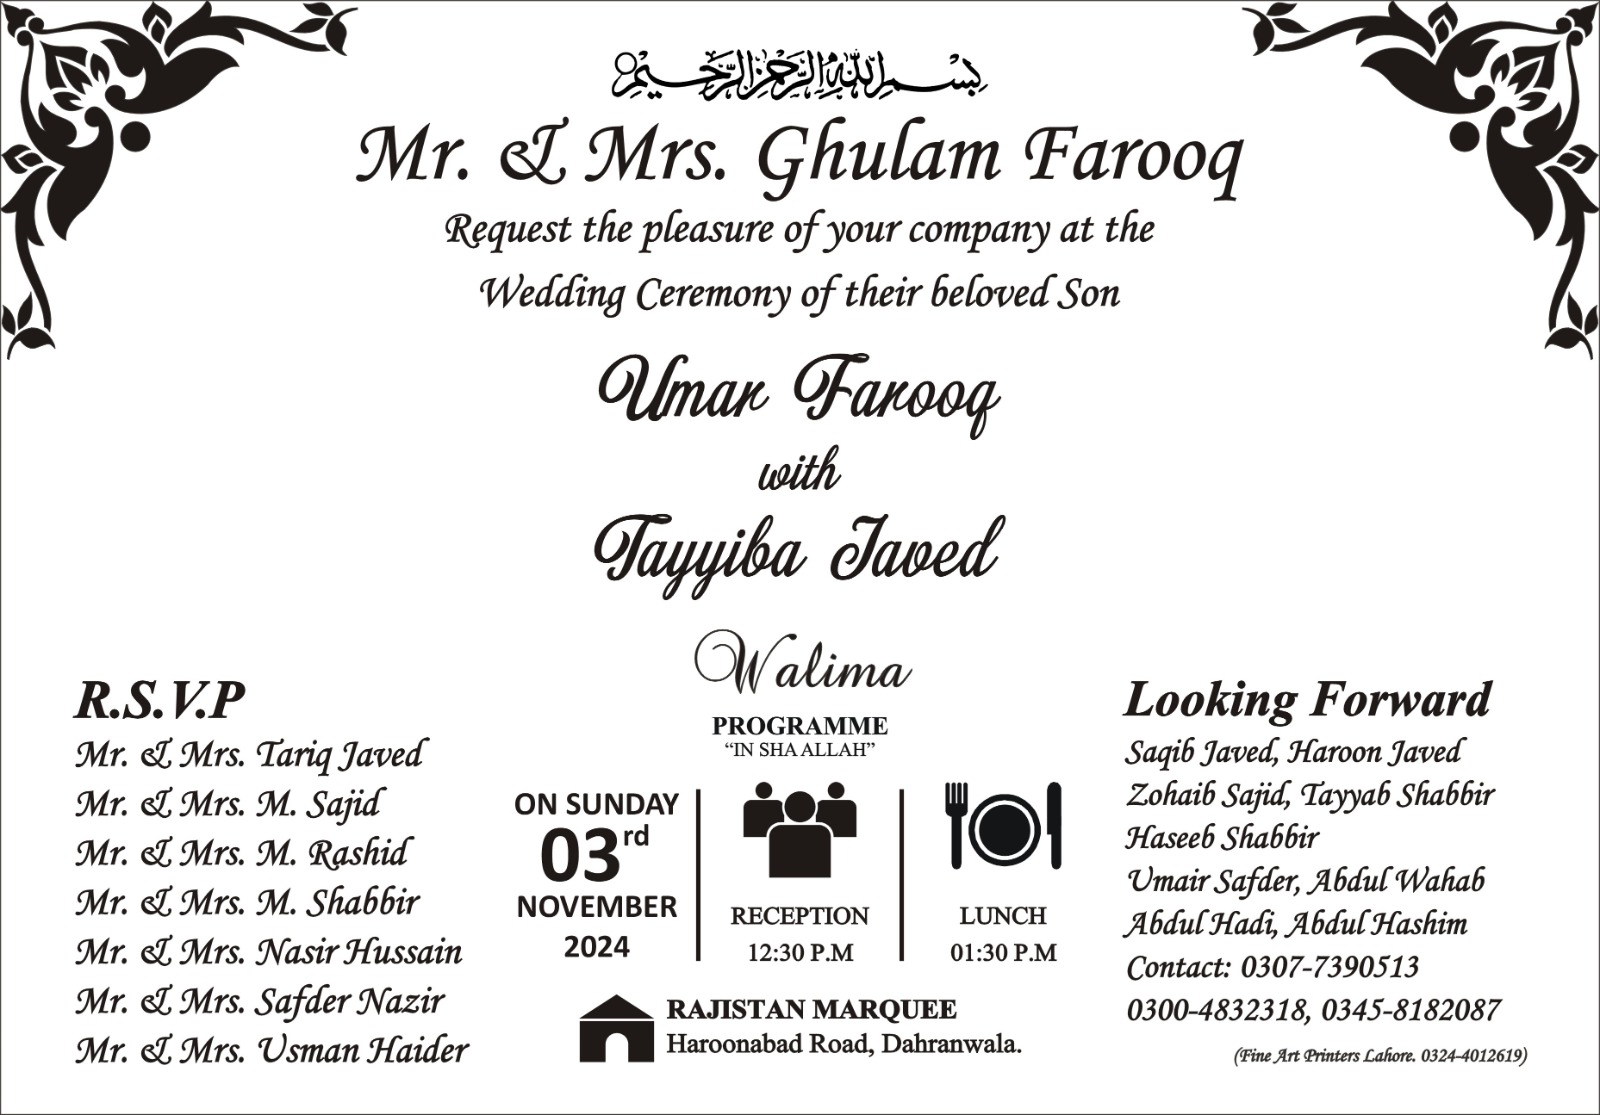 بسم الله الرحمن الرحيم
Mr. & Mrs. Ghulam Farooq
Request the pleasure of your company at the
Wedding Ceremony of their beloved Son
Umar Farooq
with
Tayyiba Javed
Walima
PROGRAMME
“IN SHA ALLAH”
ON SUNDAY
03rd
NOVEMBER
2024
RECEPTION
12:30 P.M
LUNCH
01:30 P.M
RAJISTAN MARQUEE
Haroonabad Road, Dahranwala.
R.S.V.P
Mr. & Mrs. Tariq Javed
Mr. & Mrs. M. Sajid
Mr. & Mrs. M. Rashid
Mr. & Mrs. M. Shabbir
Mr. & Mrs. Nasir Hussain
Mr. & Mrs. Safder Nazir
Mr. & Mrs. Usman Haider
Looking Forward
Saqib Javed, Haroon Javed
Zohaib Sajid, Tayyab Shabbir
Haseeb Shabbir
Umair Safder, Abdul Wahab
Abdul Hadi, Abdul Hashim
Contact: 0307-7390513
0300-4832318, 0345-8182087
(Fine Art Printers Lahore. 0324-4012619)